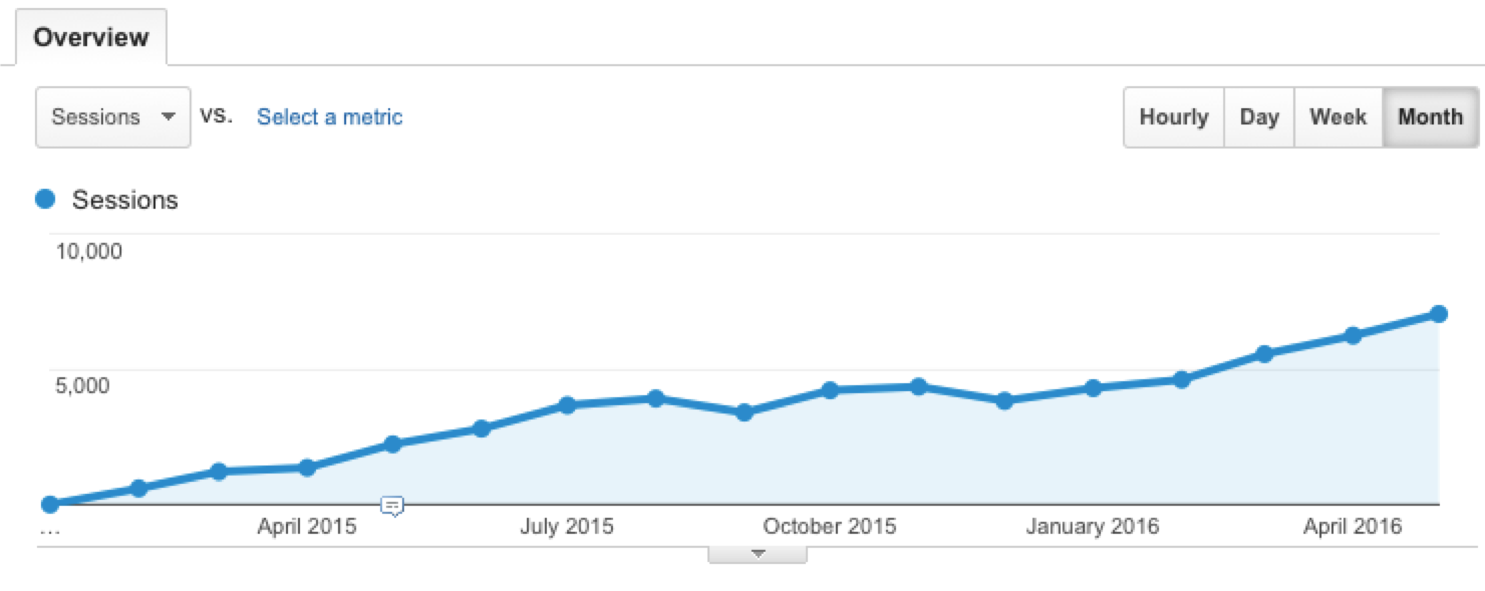 Overview
Sessions vs. Select a metric Hourly Day Week Month
Sessions
10,000
5,000
... April 2015 July 2015 October 2015 January 2016 April 2016